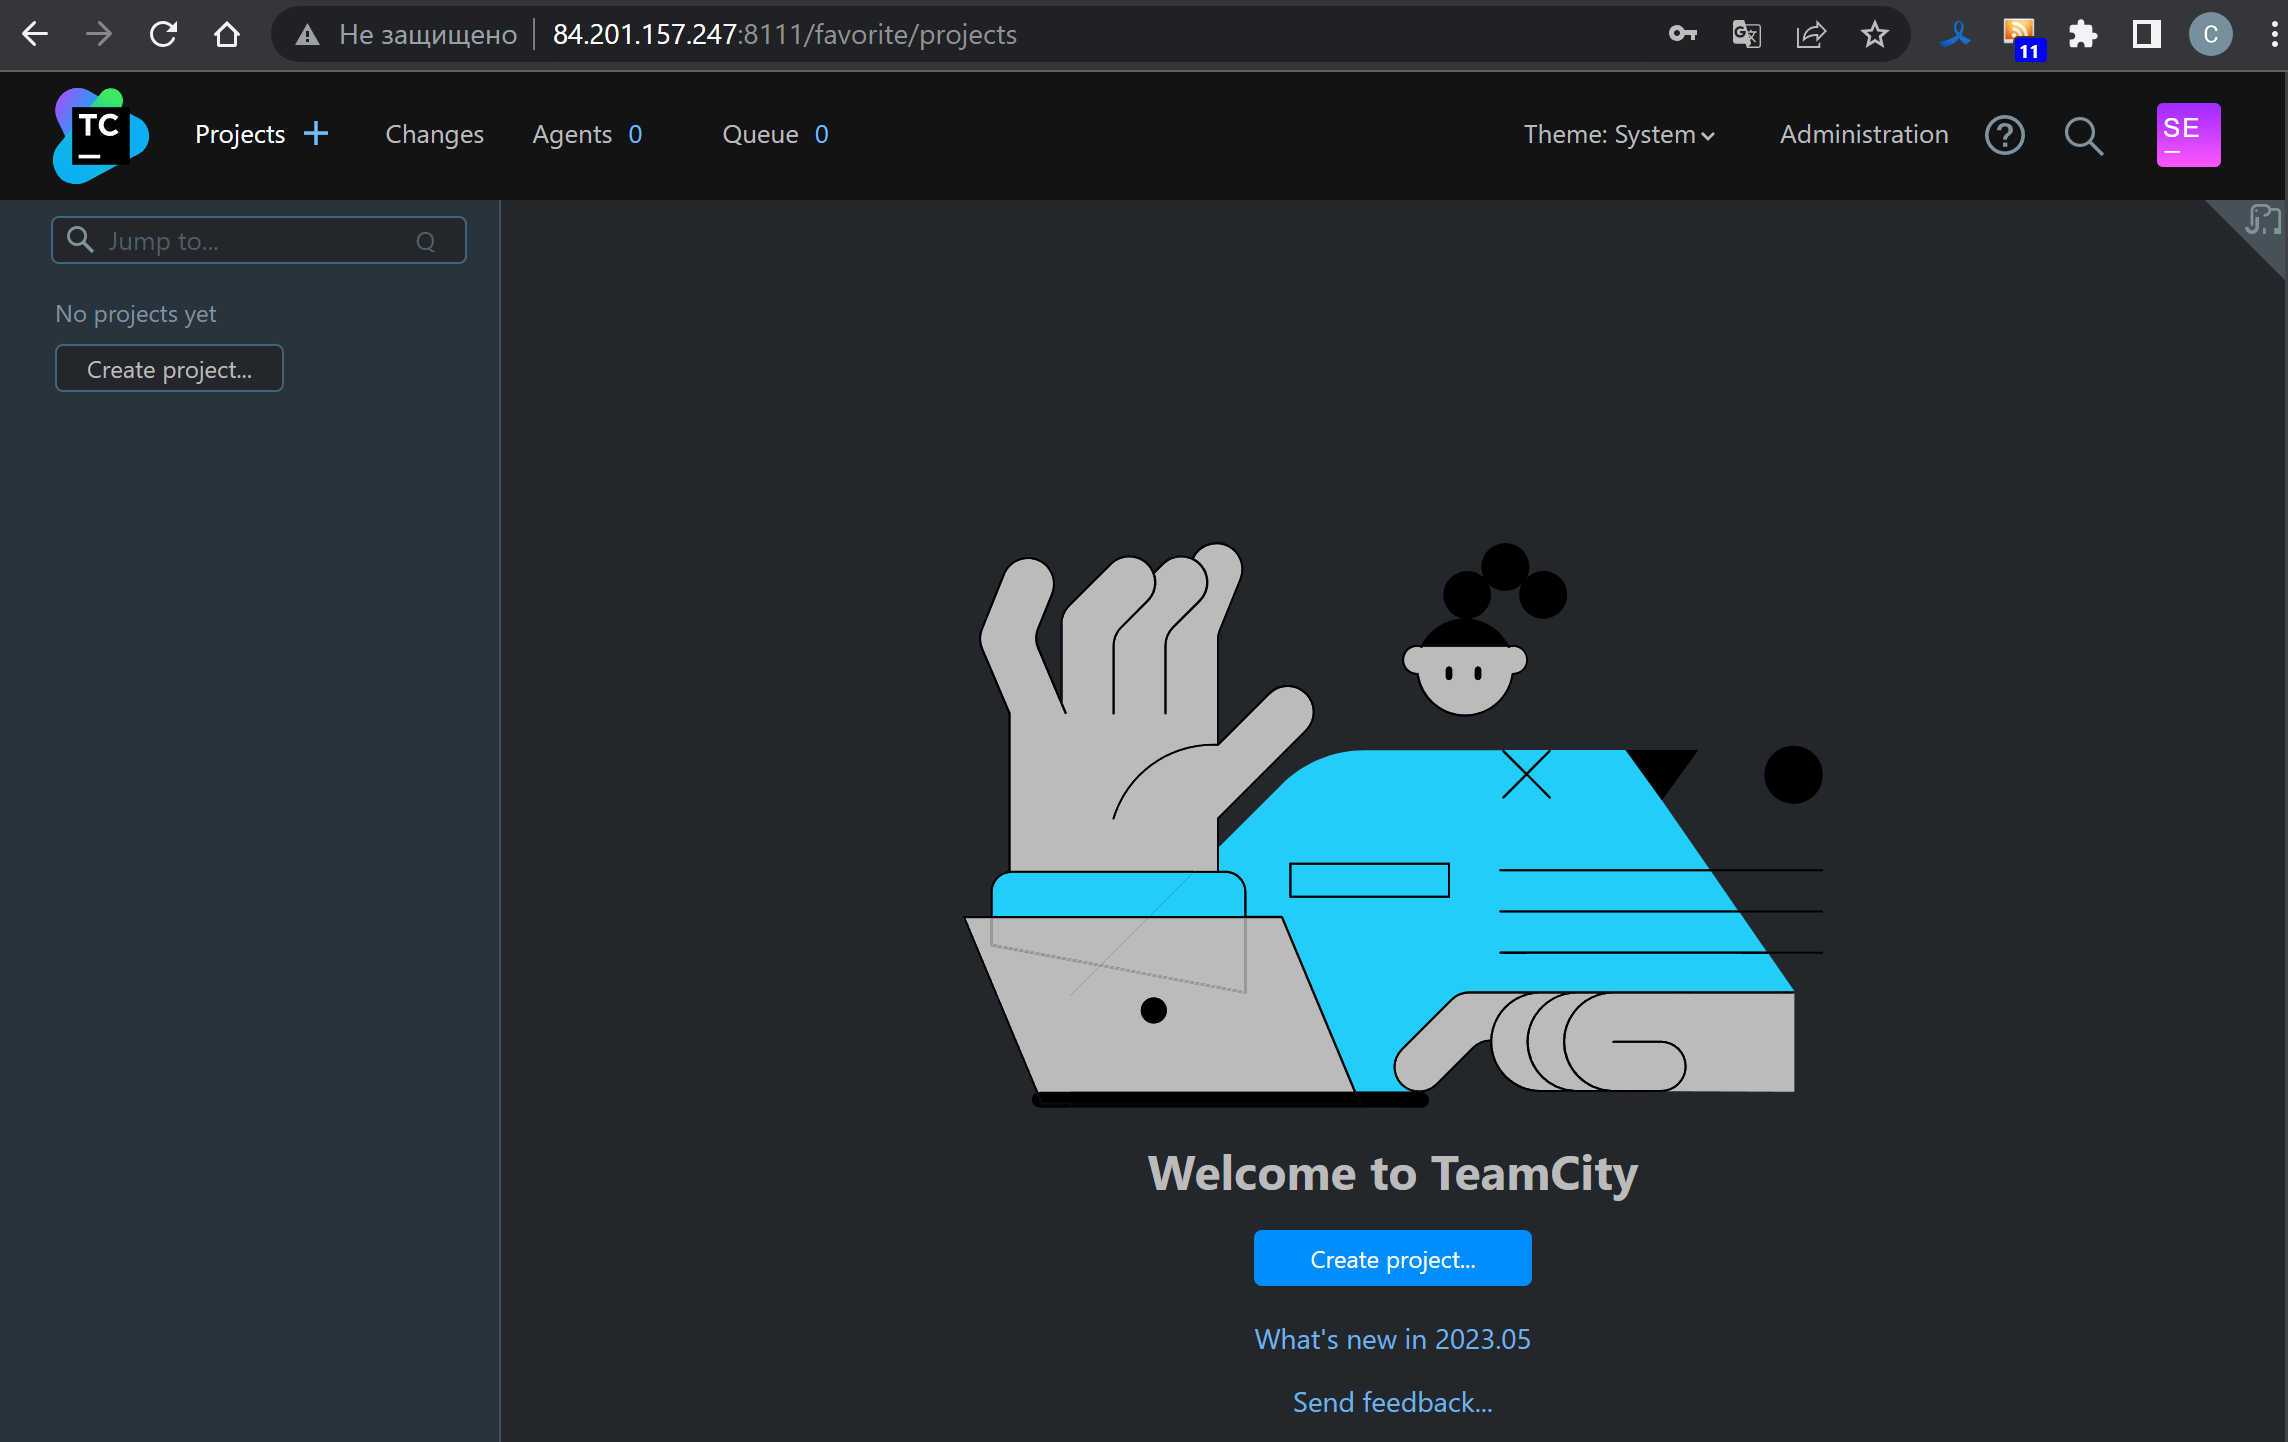 Не защищено 84.201.157.247:8111/favorite/projects
11
C
TC
Projects
Changes
Agents 0
Queue 0
Theme: System
Administration
SE
Jump to...
Q
No projects yet
Create project...
Welcome to TeamCity
Create project...
What's new in 2023.05
Send feedback...